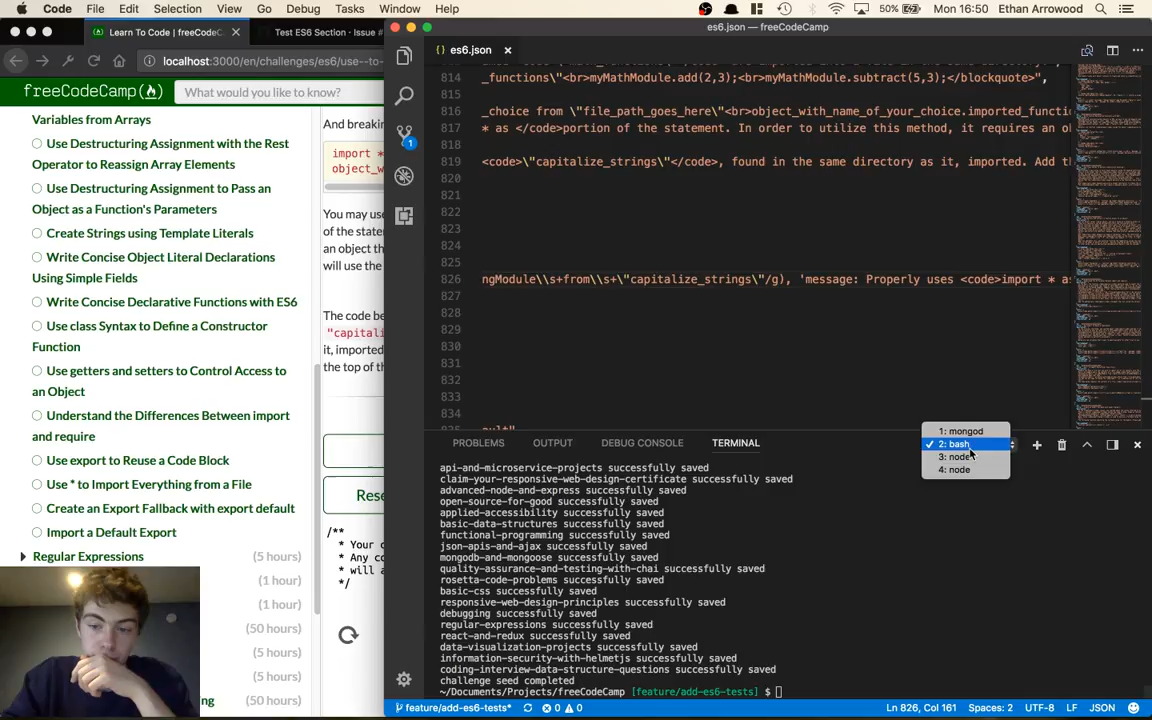 Code File Edit Selection View Go Debug Tasks Window Help 50% Mon 16:50 Ethan Arrowood
Learn To Code | freeCodeC
Test ES6 Section - Issue #
es6.json — freeCodeCamp
localhost:3000/en/challenges/es6/use--to-
{ } es6.json
freeCodeCamp
What would you like to know?
Variables from Arrays
Use Destructuring Assignment with the Rest
Operator to Reassign Array Elements
Use Destructuring Assignment to Pass an
Object as a Function's Parameters
Create Strings using Template Literals
Write Concise Object Literal Declarations
Using Simple Fields
Write Concise Declarative Functions with ES6
Use class Syntax to Define a Constructor
Function
Use getters and setters to Control Access to
an Object
Understand the Differences Between import
and require
Use export to Reuse a Code Block
Use * to Import Everything from a File
Create an Export Fallback with export default
Import a Default Export
Regular Expressions (5 hours)
(1 hour)
(1 hour)
(50 hours)
(5 hours)
(5 hours)
ng (50 hours)
And breakin
import *
object_w
You may use
of the state
an object th
will use the
The code be
"capitali
it, imported
the top of th
Rese
/**
* Your c
* Any co
* will a
*/
1
814 _functions\"<br>myMathModule.add(2,3);<br>myMathModule.subtract(5,3);</blockquote>",
815
816 _choice from \"file_path_goes_here\"<br>object_with_name_of_your_choice.imported_functi
817 * as </code>portion of the statement. In order to utilize this method, it requires an ob
818
819 <code>\"capitalize_strings\"</code>, found in the same directory as it, imported. Add th
820
821
822
823
824
825
826 ngModule\\s+from\\s+\"capitalize_strings\"/g), 'message: Properly uses <code>import * as
827
828
829
830
831
832
833
834
ault"
PROBLEMS OUTPUT DEBUG CONSOLE TERMINAL
1: mongod
2: bash
3: node
4: node
api-and-microservice-projects successfully saved
claim-your-responsive-web-design-certificate successfully saved
advanced-node-and-express successfully saved
open-source-for-good successfully saved
applied-accessibility successfully saved
basic-data-structures successfully saved
functional-programming successfully saved
json-apis-and-ajax successfully saved
mongodb-and-mongoose successfully saved
quality-assurance-and-testing-with-chai successfully saved
rosetta-code-problems successfully saved
basic-css successfully saved
responsive-web-design-principles successfully saved
debugging successfully saved
regular-expressions successfully saved
react-and-redux successfully saved
data-visualization-projects successfully saved
information-security-with-helmetjs successfully saved
coding-interview-data-structure-questions successfully saved
challenge seed completed
~/Documents/Projects/freeCodeCamp [feature/add-es6-tests] $
feature/add-es6-tests* 0 0 Ln 826, Col 161 Spaces: 2 UTF-8 LF JSON